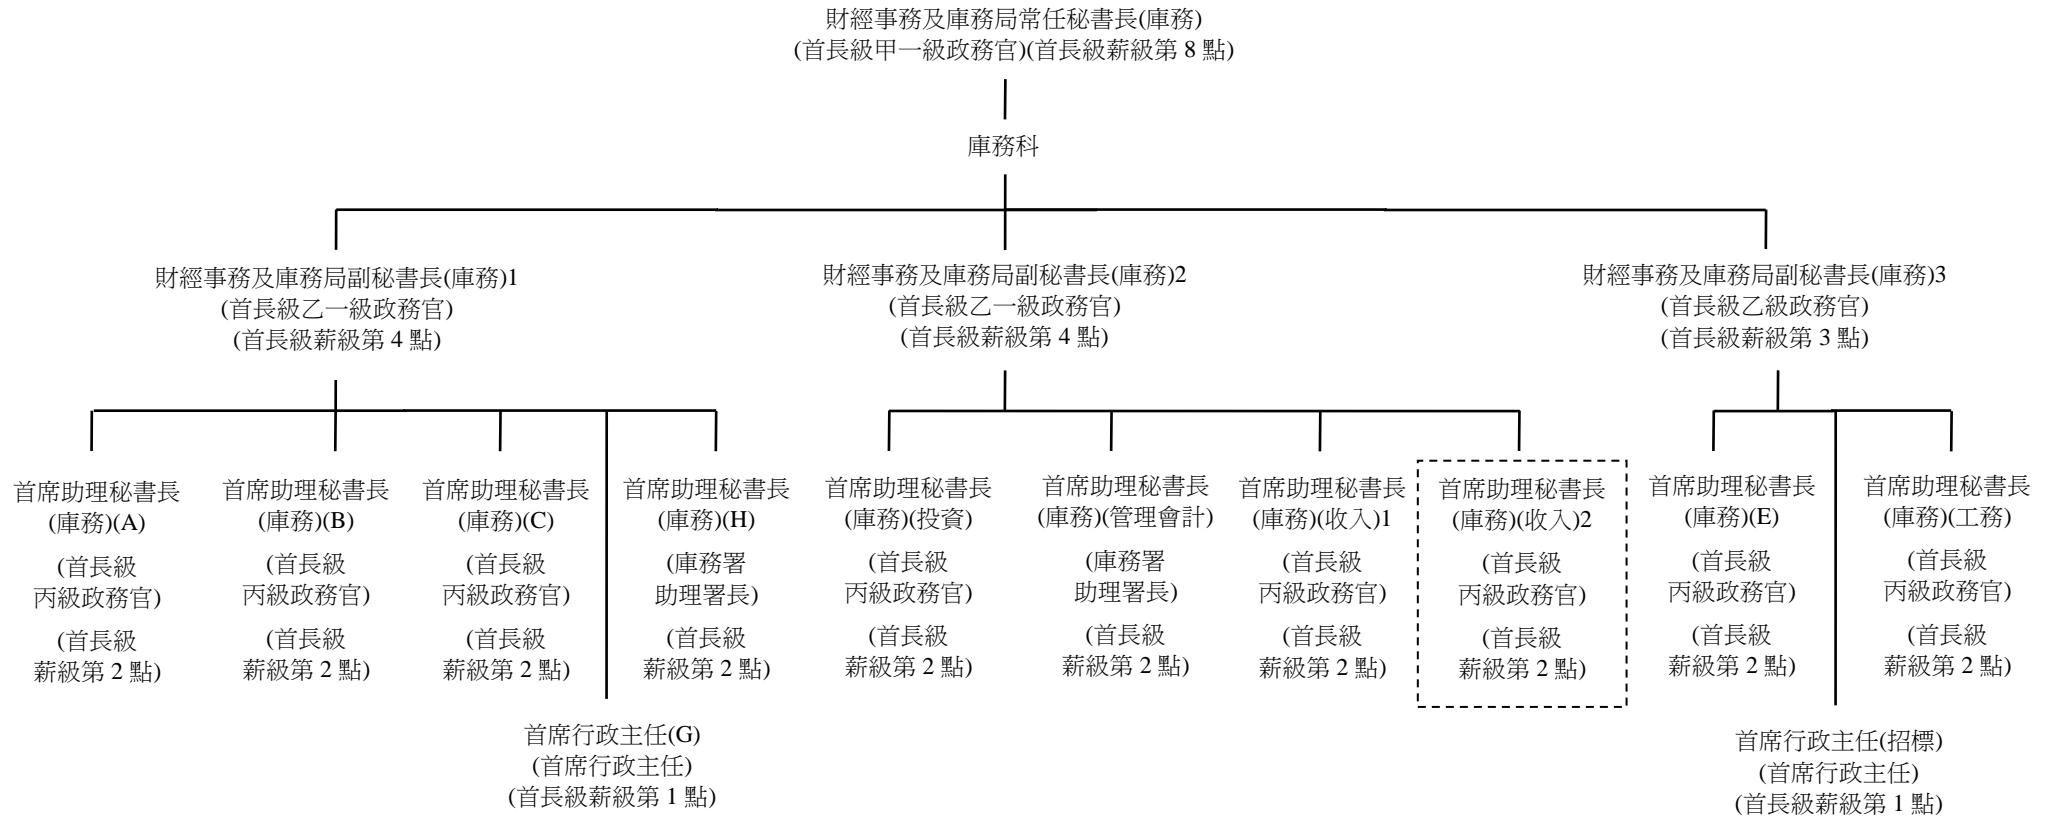 財經事務及庫務局常任秘書長(庫務)
(首長級甲一級政務官)(首長級薪級第 8 點)
庫務科
財經事務及庫務局副秘書長(庫務)1
(首長級乙一級政務官)
(首長級薪級第 4 點)
財經事務及庫務局副秘書長(庫務)2
(首長級乙一級政務官)
(首長級薪級第 4 點)
財經事務及庫務局副秘書長(庫務)3
(首長級乙級政務官)
(首長級薪級第 3 點)
首席助理秘書長
(庫務)(A)
(首長級
丙級政務官)
(首長級
薪級第 2 點)
首席助理秘書長
(庫務)(B)
(首長級
丙級政務官)
(首長級
薪級第 2 點)
首席助理秘書長
(庫務)(C)
(首長級
丙級政務官)
(首長級
薪級第 2 點)
首席助理秘書長
(庫務)(H)
(庫務署
助理署長)
(首長級
薪級第 2 點)
首席助理秘書長
(庫務)(投資)
(首長級
丙級政務官)
(首長級
薪級第 2 點)
首席助理秘書長
(庫務)(管理會計)
(庫務署
助理署長)
(首長級
薪級第 2 點)
首席助理秘書長
(庫務)(收入)1
(首長級
丙級政務官)
(首長級
薪級第 2 點)
首席助理秘書長
(庫務)(收入)2
(首長級
丙級政務官)
(首長級
薪級第 2 點)
首席助理秘書長
(庫務)(E)
(首長級
丙級政務官)
(首長級
薪級第 2 點)
首席助理秘書長
(庫務)(工務)
(首長級
丙級政務官)
(首長級
薪級第 2 點)
首席行政主任(G)
(首席行政主任)
(首長級薪級第 1 點)
首席行政主任(招標)
(首席行政主任)
(首長級薪級第 1 點)